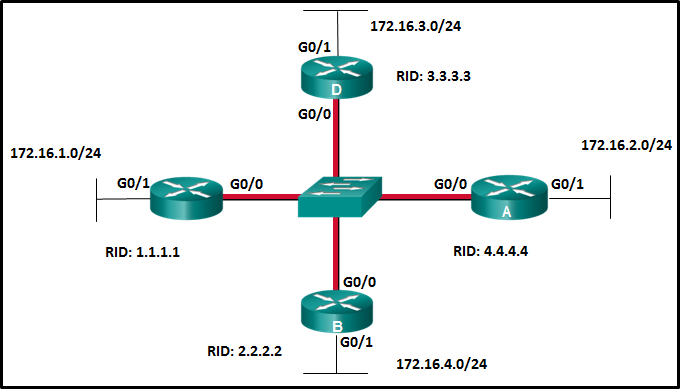 172.16.3.0/24
G0/1
D
RID: 3.3.3.3
G0/0
172.16.1.0/24
172.16.2.0/24
G0/1
G0/0
G0/0
A
G0/1
RID: 1.1.1.1
RID: 4.4.4.4
G0/0
B
G0/1
RID: 2.2.2.2
172.16.4.0/24